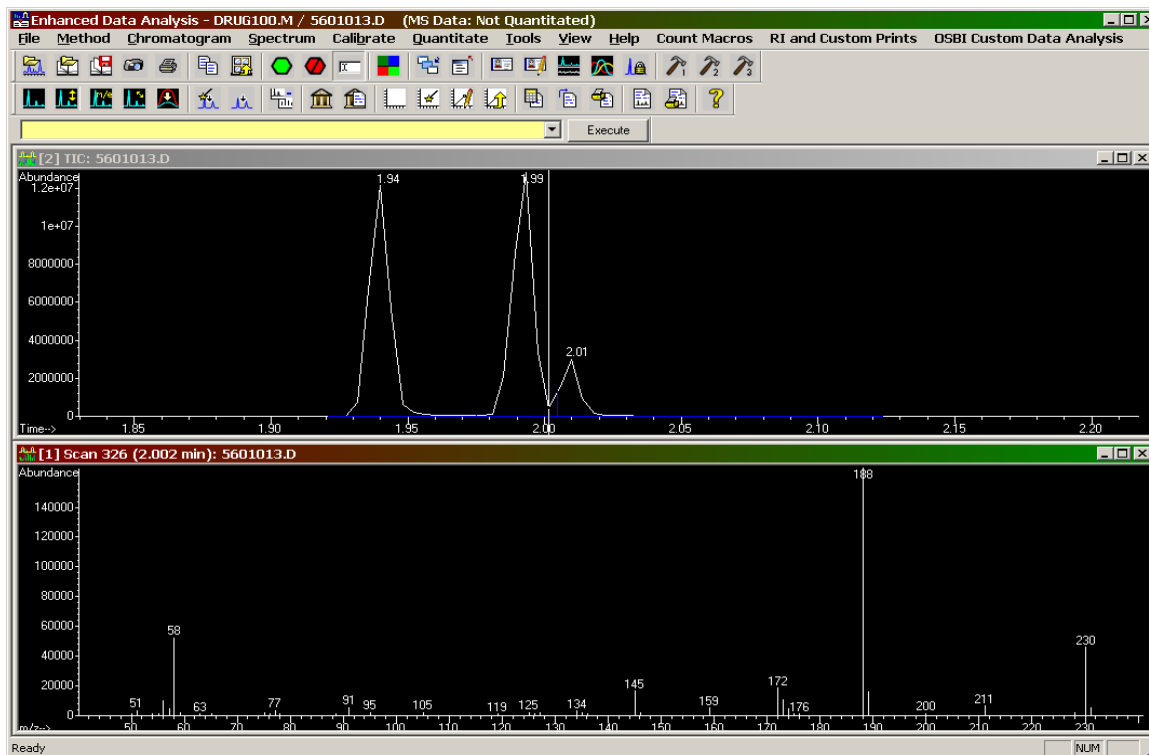 Enhanced Data Analysis - DRUG100.M / 5601013.D (MS Data: Not Quantitated)
File Method Chromatogram Spectrum Calibrate Quantitate Tools View Help Count Macros RI and Custom Prints OSBI Custom Data Analysis
Execute
[2] TIC: 5601013.D
Abundance
1.94 1.99
1.2e+07
1e+07
8000000
6000000
4000000
2.01
2000000
0
Time--> 1.85 1.90 1.95 2.00 2.05 2.10 2.15 2.20
[1] Scan 326 (2.002 min): 5601013.D
Abundance
188
140000
120000
100000
80000
60000
58
230
40000
172
20000
145
51 63 77 91 95 105 119 125 134 159 176 200 211
0
m/z--> 50 60 70 80 90 100 110 120 130 140 150 160 170 180 190 200 210 220 230
Ready NUM